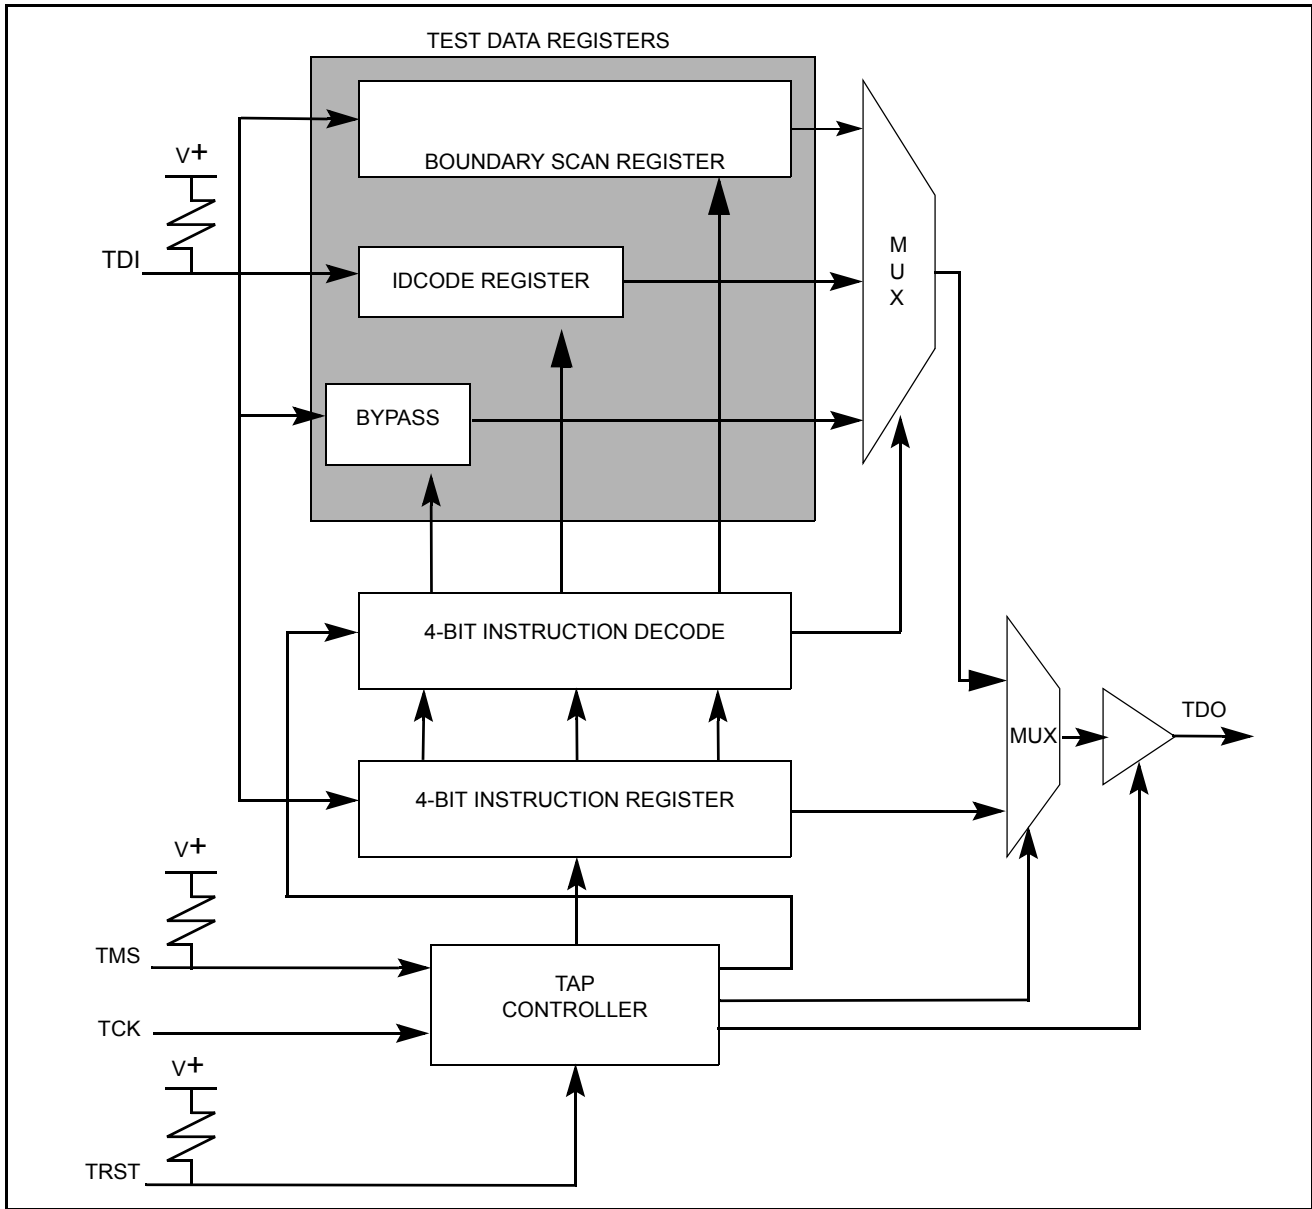 TEST DATA REGISTERS
BOUNDARY SCAN REGISTER
V+
TDI
IDCODE REGISTER
M
U
X
BYPASS
4-BIT INSTRUCTION DECODE
TDO
MUX
4-BIT INSTRUCTION REGISTER
V+
TMS
TAP
CONTROLLER
TCK
V+
TRST